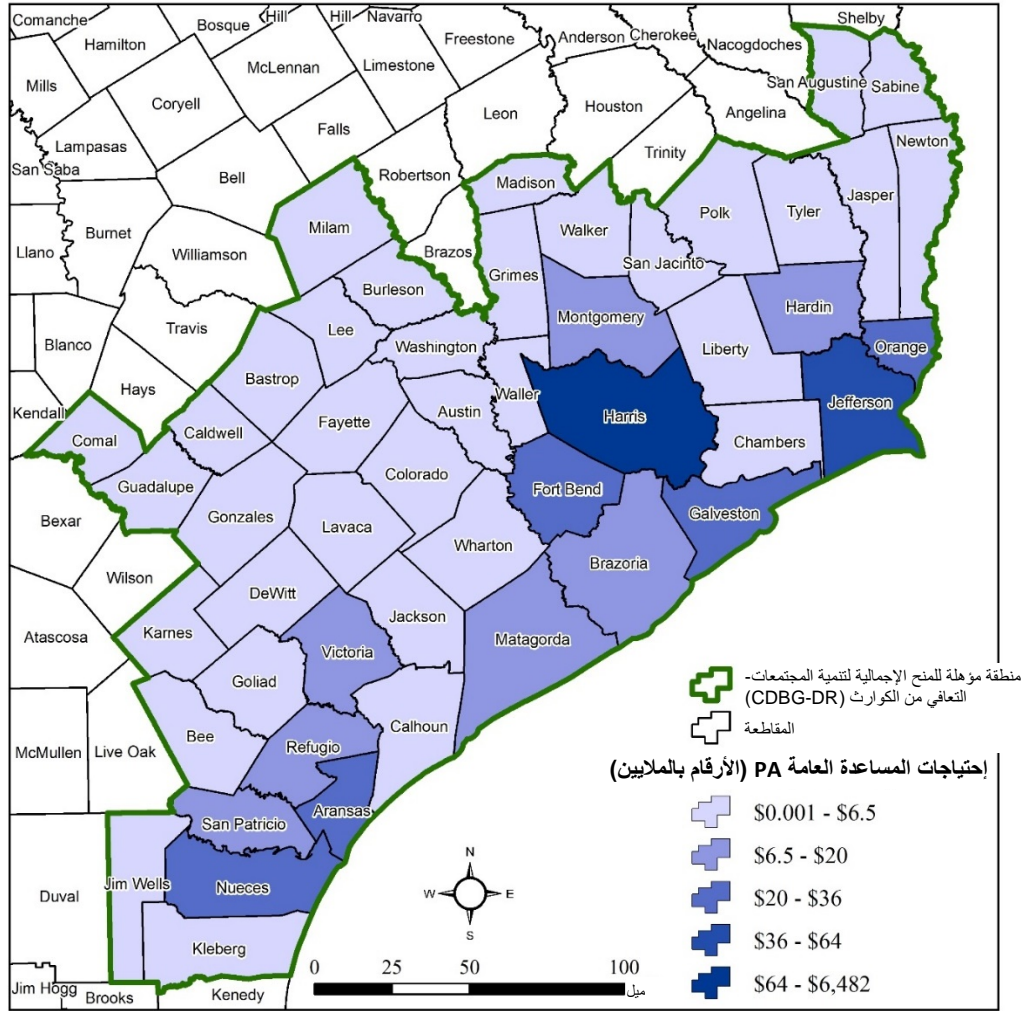 Comanche
Hill
Hill
Navarro
Shelby
Bosque
Hamilton
Freestone
Anderson
Cherokee
Nacogdoches
McLennan
Limestone
Mills
San Augustine
Sabine
Coryell
Leon
Houston
Angelina
Falls
Lampasas
Newton
Trinity
San Saba
Bell
Robertson
Madison
Jasper
Polk
Tyler
Milam
Walker
Burnet
Llano
Williamson
Brazos
San Jacinto
Grimes
Burleson
Hardin
Montgomery
Travis
Lee
Blanco
Washington
Liberty
Orange
Bastrop
Hays
Waller
Jefferson
Kendall
Austin
Harris
Fayette
Comal
Caldwell
Chambers
Colorado
Guadalupe
Fort Bend
Gonzales
Galveston
Bexar
Lavaca
Wharton
Brazoria
Wilson
DeWitt
Jackson
Atascosa
Karnes
Matagorda
Victoria
Goliad
Calhoun
Bee
Refugio
McMullen
Live Oak
Aransas
San Patricio
Duval
Jim Wells
Nueces
Kleberg
Jim Hogg
Brooks
Kenedy
منطقة مؤهلة للمنح الإجمالية لتنمية المجتمعات-
التعافي من الكوارث (CDBG-DR)
المقاطعة
إحتياجات المساعدة العامة PA (الأرقام بالملايين)
$0.001 - $6.5
$6.5 - $20
$20 - $36
$36 - $64
$64 - $6,482
N
W E
S
0 25 50 100
ميل